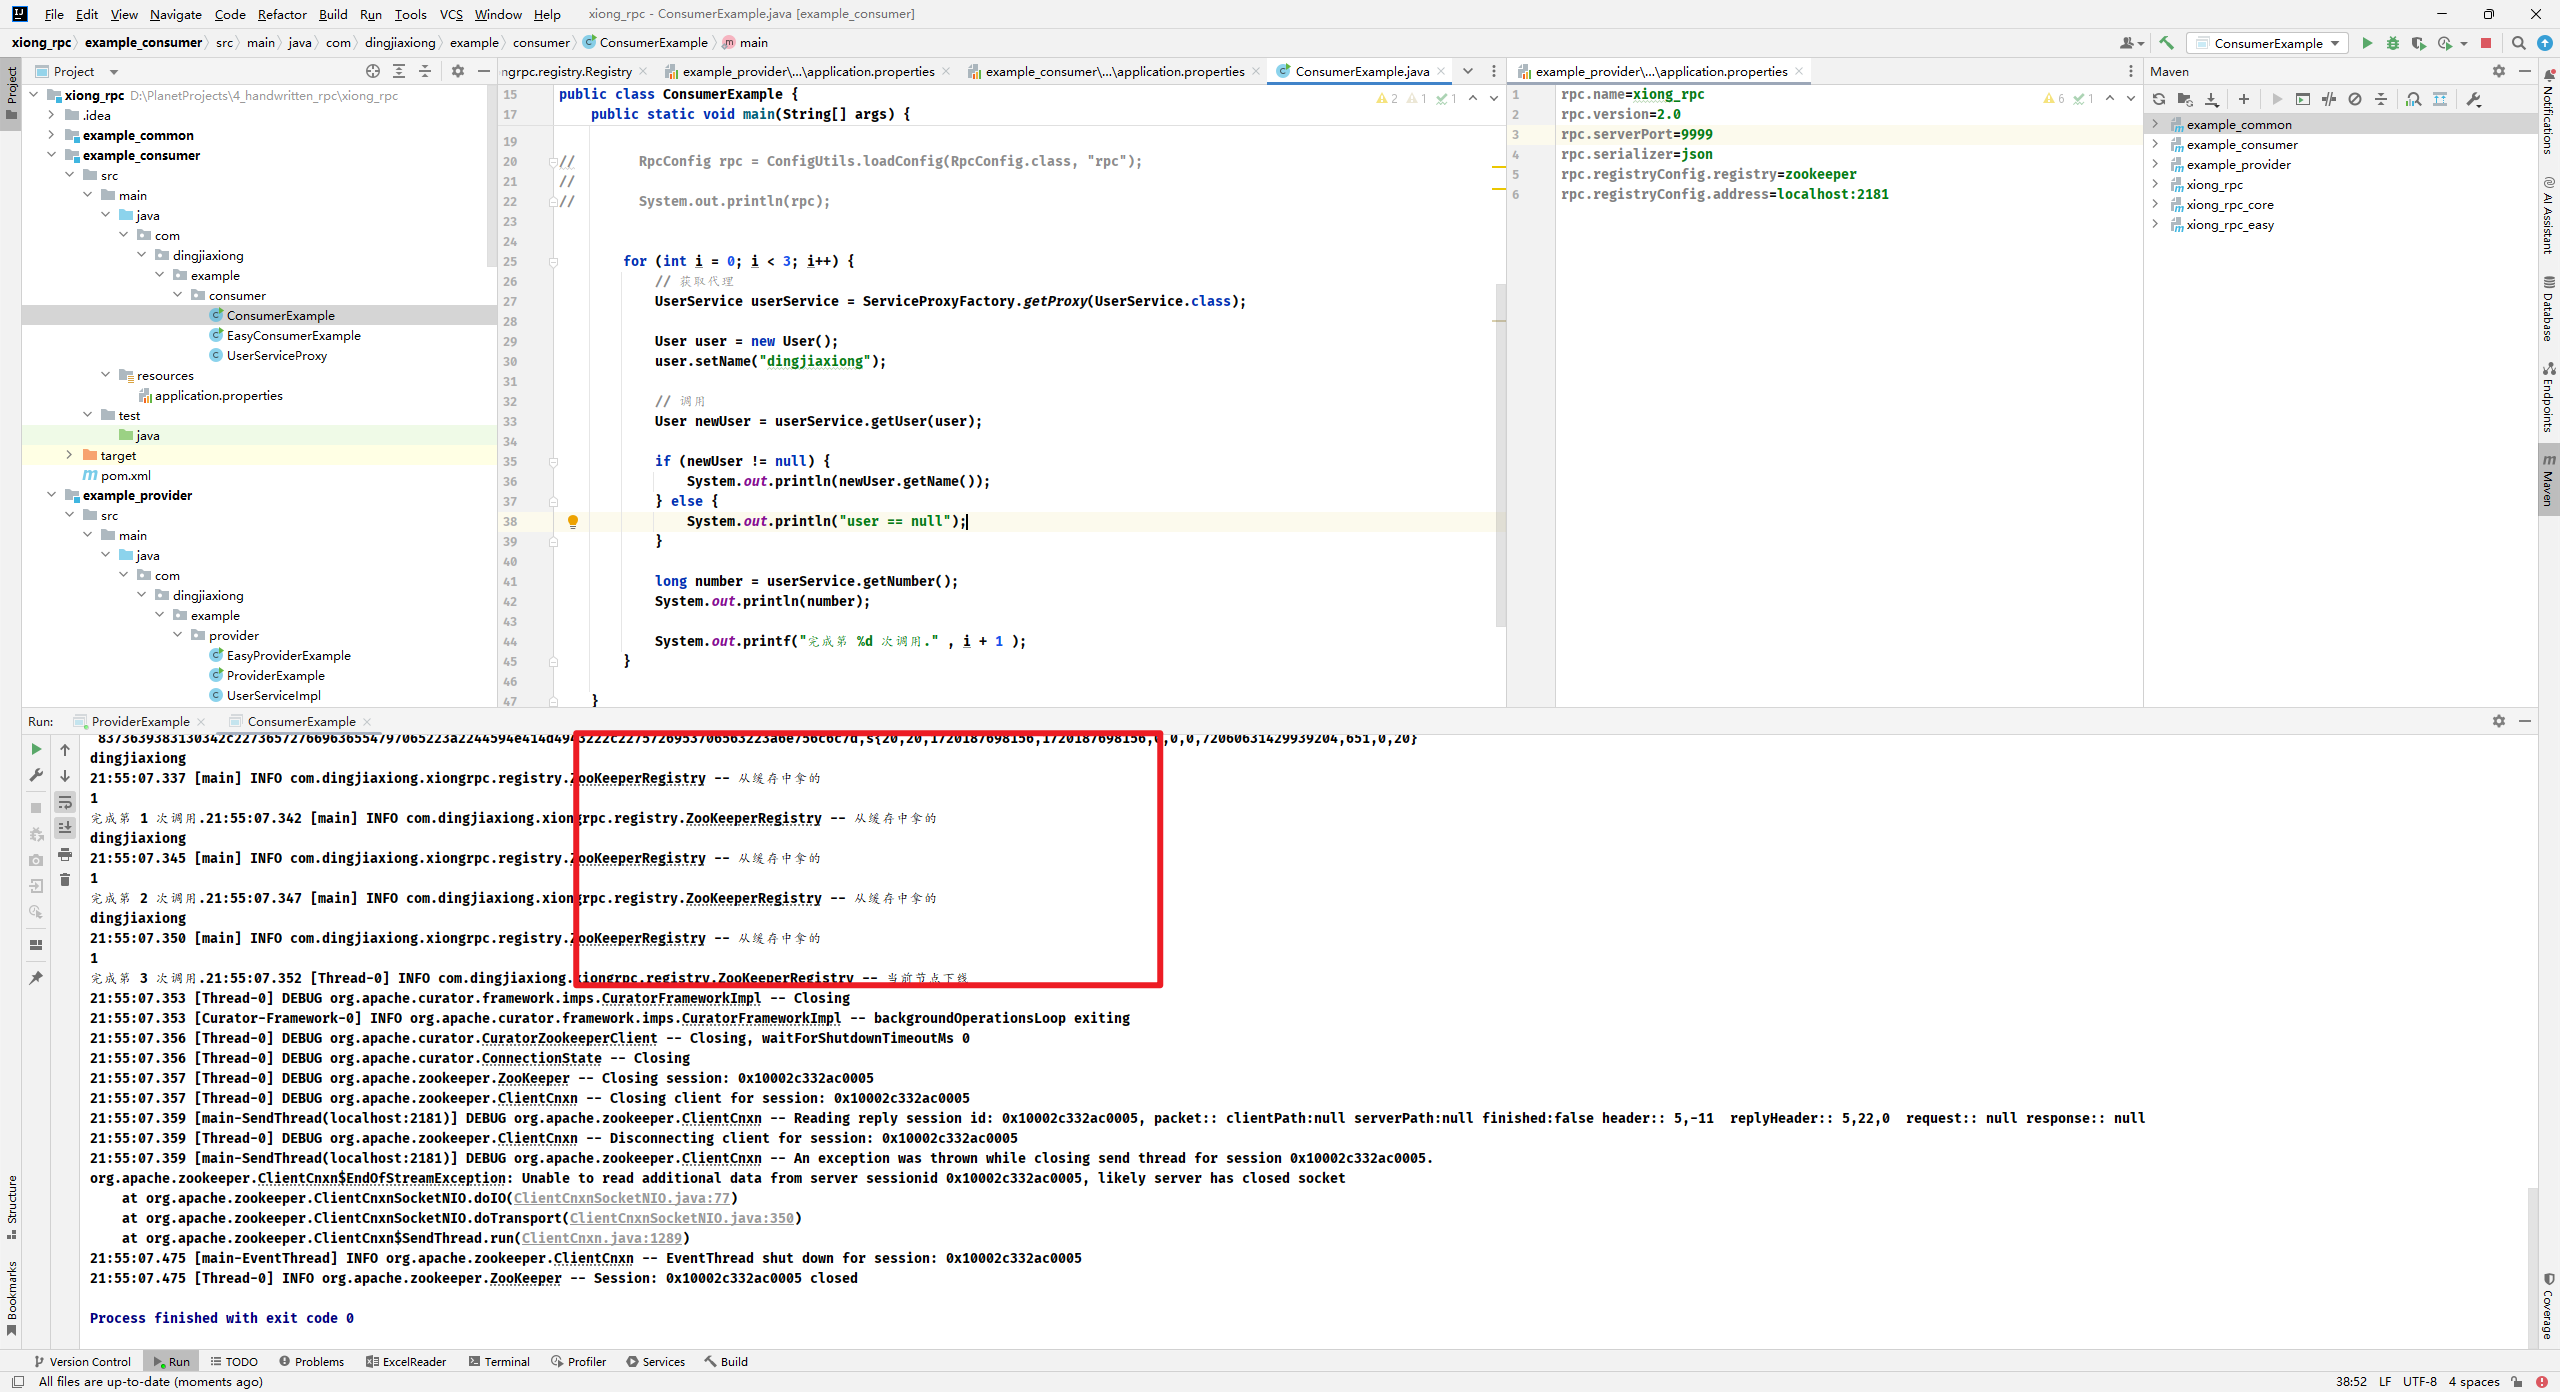 File Edit View Navigate Code Refactor Build Run Tools VCS Window Help xiong_rpc - ConsumerExample.java [example_consumer]
xiong_rpc example_consumer src main java com dingjiaxiong example consumer ConsumerExample main
ConsumerExample
Project
ngrpc.registry.Registry example_provider\...\application.properties example_consumer\...\application.properties ConsumerExample.java
example_provider\...\application.properties
Maven
xiong_rpc D:\PlanetProjects\4_handwritten_rpc\xiong_rpc
.idea
example_common
example_consumer
src
main
java
com
dingjiaxiong
example
consumer
ConsumerExample
EasyConsumerExample
UserServiceProxy
resources
application.properties
test
java
target
pom.xml
example_provider
src
main
java
com
dingjiaxiong
example
provider
EasyProviderExample
ProviderExample
UserServiceImpl
2 1 1
15 public class ConsumerExample {
17 public static void main(String[] args) {
19
20 // RpcConfig rpc = ConfigUtils.loadConfig(RpcConfig.class, "rpc");
21 //
22 // System.out.println(rpc);
23
24
25 for (int i = 0; i < 3; i++) {
26 // 获取代理
27 UserService userService = ServiceProxyFactory.getProxy(UserService.class);
28
29 User user = new User();
30 user.setName("dingjiaxiong");
31
32 // 调用
33 User newUser = userService.getUser(user);
34
35 if (newUser != null) {
36 System.out.println(newUser.getName());
37 } else {
38 System.out.println("user == null");
39 }
40
41 long number = userService.getNumber();
42 System.out.println(number);
43
44 System.out.printf("完成第 %d 次调用." , i + 1 );
45 }
46
47 }
6 1
1 rpc.name=xiong_rpc
2 rpc.version=2.0
3 rpc.serverPort=9999
4 rpc.serializer=json
5 rpc.registryConfig.registry=zookeeper
6 rpc.registryConfig.address=localhost:2181
example_common
example_consumer
example_provider
xiong_rpc
xiong_rpc_core
xiong_rpc_easy
Project
Structure
Bookmarks
Notifications
AI Assistant
Database
Endpoints
Maven
Coverage
Run: ProviderExample ConsumerExample
dingjiaxiong
21:55:07.337 [main] INFO com.dingjiaxiong.xiongrpc.registry.ZooKeeperRegistry -- 从缓存中拿的
1
完成第 1 次调用.21:55:07.342 [main] INFO com.dingjiaxiong.xiongrpc.registry.ZooKeeperRegistry -- 从缓存中拿的
dingjiaxiong
21:55:07.345 [main] INFO com.dingjiaxiong.xiongrpc.registry.ZooKeeperRegistry -- 从缓存中拿的
1
完成第 2 次调用.21:55:07.347 [main] INFO com.dingjiaxiong.xiongrpc.registry.ZooKeeperRegistry -- 从缓存中拿的
dingjiaxiong
21:55:07.350 [main] INFO com.dingjiaxiong.xiongrpc.registry.ZooKeeperRegistry -- 从缓存中拿的
1
完成第 3 次调用.21:55:07.352 [Thread-0] INFO com.dingjiaxiong.xiongrpc.registry.ZooKeeperRegistry -- 当前节点下线
21:55:07.353 [Thread-0] DEBUG org.apache.curator.framework.imps.CuratorFrameworkImpl -- Closing
21:55:07.353 [Curator-Framework-0] INFO org.apache.curator.framework.imps.CuratorFrameworkImpl -- backgroundOperationsLoop exiting
21:55:07.356 [Thread-0] DEBUG org.apache.curator.CuratorZookeeperClient -- Closing, waitForShutdownTimeoutMs 0
21:55:07.356 [Thread-0] DEBUG org.apache.curator.ConnectionState -- Closing
21:55:07.357 [Thread-0] DEBUG org.apache.zookeeper.ZooKeeper -- Closing session: 0x10002c332ac0005
21:55:07.357 [Thread-0] DEBUG org.apache.zookeeper.ClientCnxn -- Closing client for session: 0x10002c332ac0005
21:55:07.359 [main-SendThread(localhost:2181)] DEBUG org.apache.zookeeper.ClientCnxn -- Reading reply session id: 0x10002c332ac0005, packet:: clientPath:null serverPath:null finished:false header:: 5,-11 replyHeader:: 5,22,0 request:: null response:: null
21:55:07.359 [Thread-0] DEBUG org.apache.zookeeper.ClientCnxn -- Disconnecting client for session: 0x10002c332ac0005
21:55:07.359 [main-SendThread(localhost:2181)] DEBUG org.apache.zookeeper.ClientCnxn -- An exception was thrown while closing send thread for session 0x10002c332ac0005.
org.apache.zookeeper.ClientCnxn$EndOfStreamException: Unable to read additional data from server sessionid 0x10002c332ac0005, likely server has closed socket
at org.apache.zookeeper.ClientCnxnSocketNIO.doIO(ClientCnxnSocketNIO.java:77)
at org.apache.zookeeper.ClientCnxnSocketNIO.doTransport(ClientCnxnSocketNIO.java:350)
at org.apache.zookeeper.ClientCnxn$SendThread.run(ClientCnxn.java:1289)
21:55:07.475 [main-EventThread] INFO org.apache.zookeeper.ClientCnxn -- EventThread shut down for session: 0x10002c332ac0005
21:55:07.475 [Thread-0] INFO org.apache.zookeeper.ZooKeeper -- Session: 0x10002c332ac0005 closed
Process finished with exit code 0
Version Control Run TODO Problems ExcelReader Terminal Profiler Services Build
All files are up-to-date (moments ago) 38:52 LF UTF-8 4 spaces